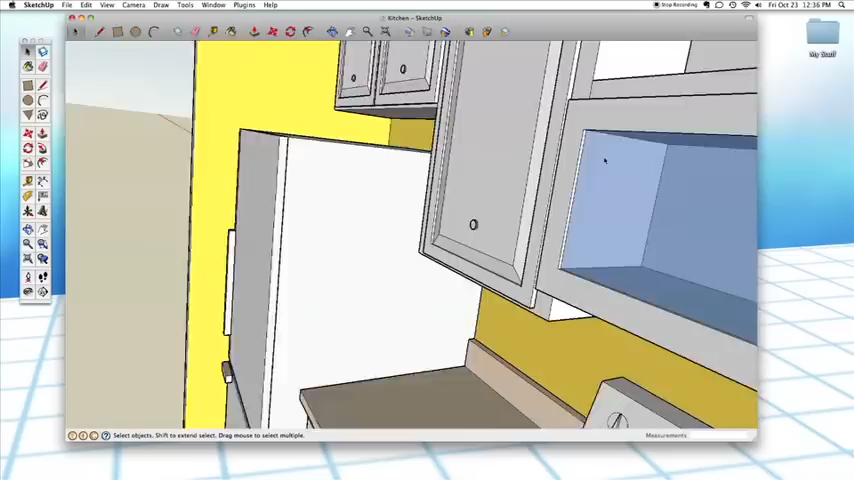 SketchUp File Edit View Camera Draw Tools Window Plugins Help Stop Recording Fri Oct 23 12:36 PM
Kitchen - SketchUp
My Stuff
Select objects. Shift to extend select. Drag mouse to select multiple. Measurements